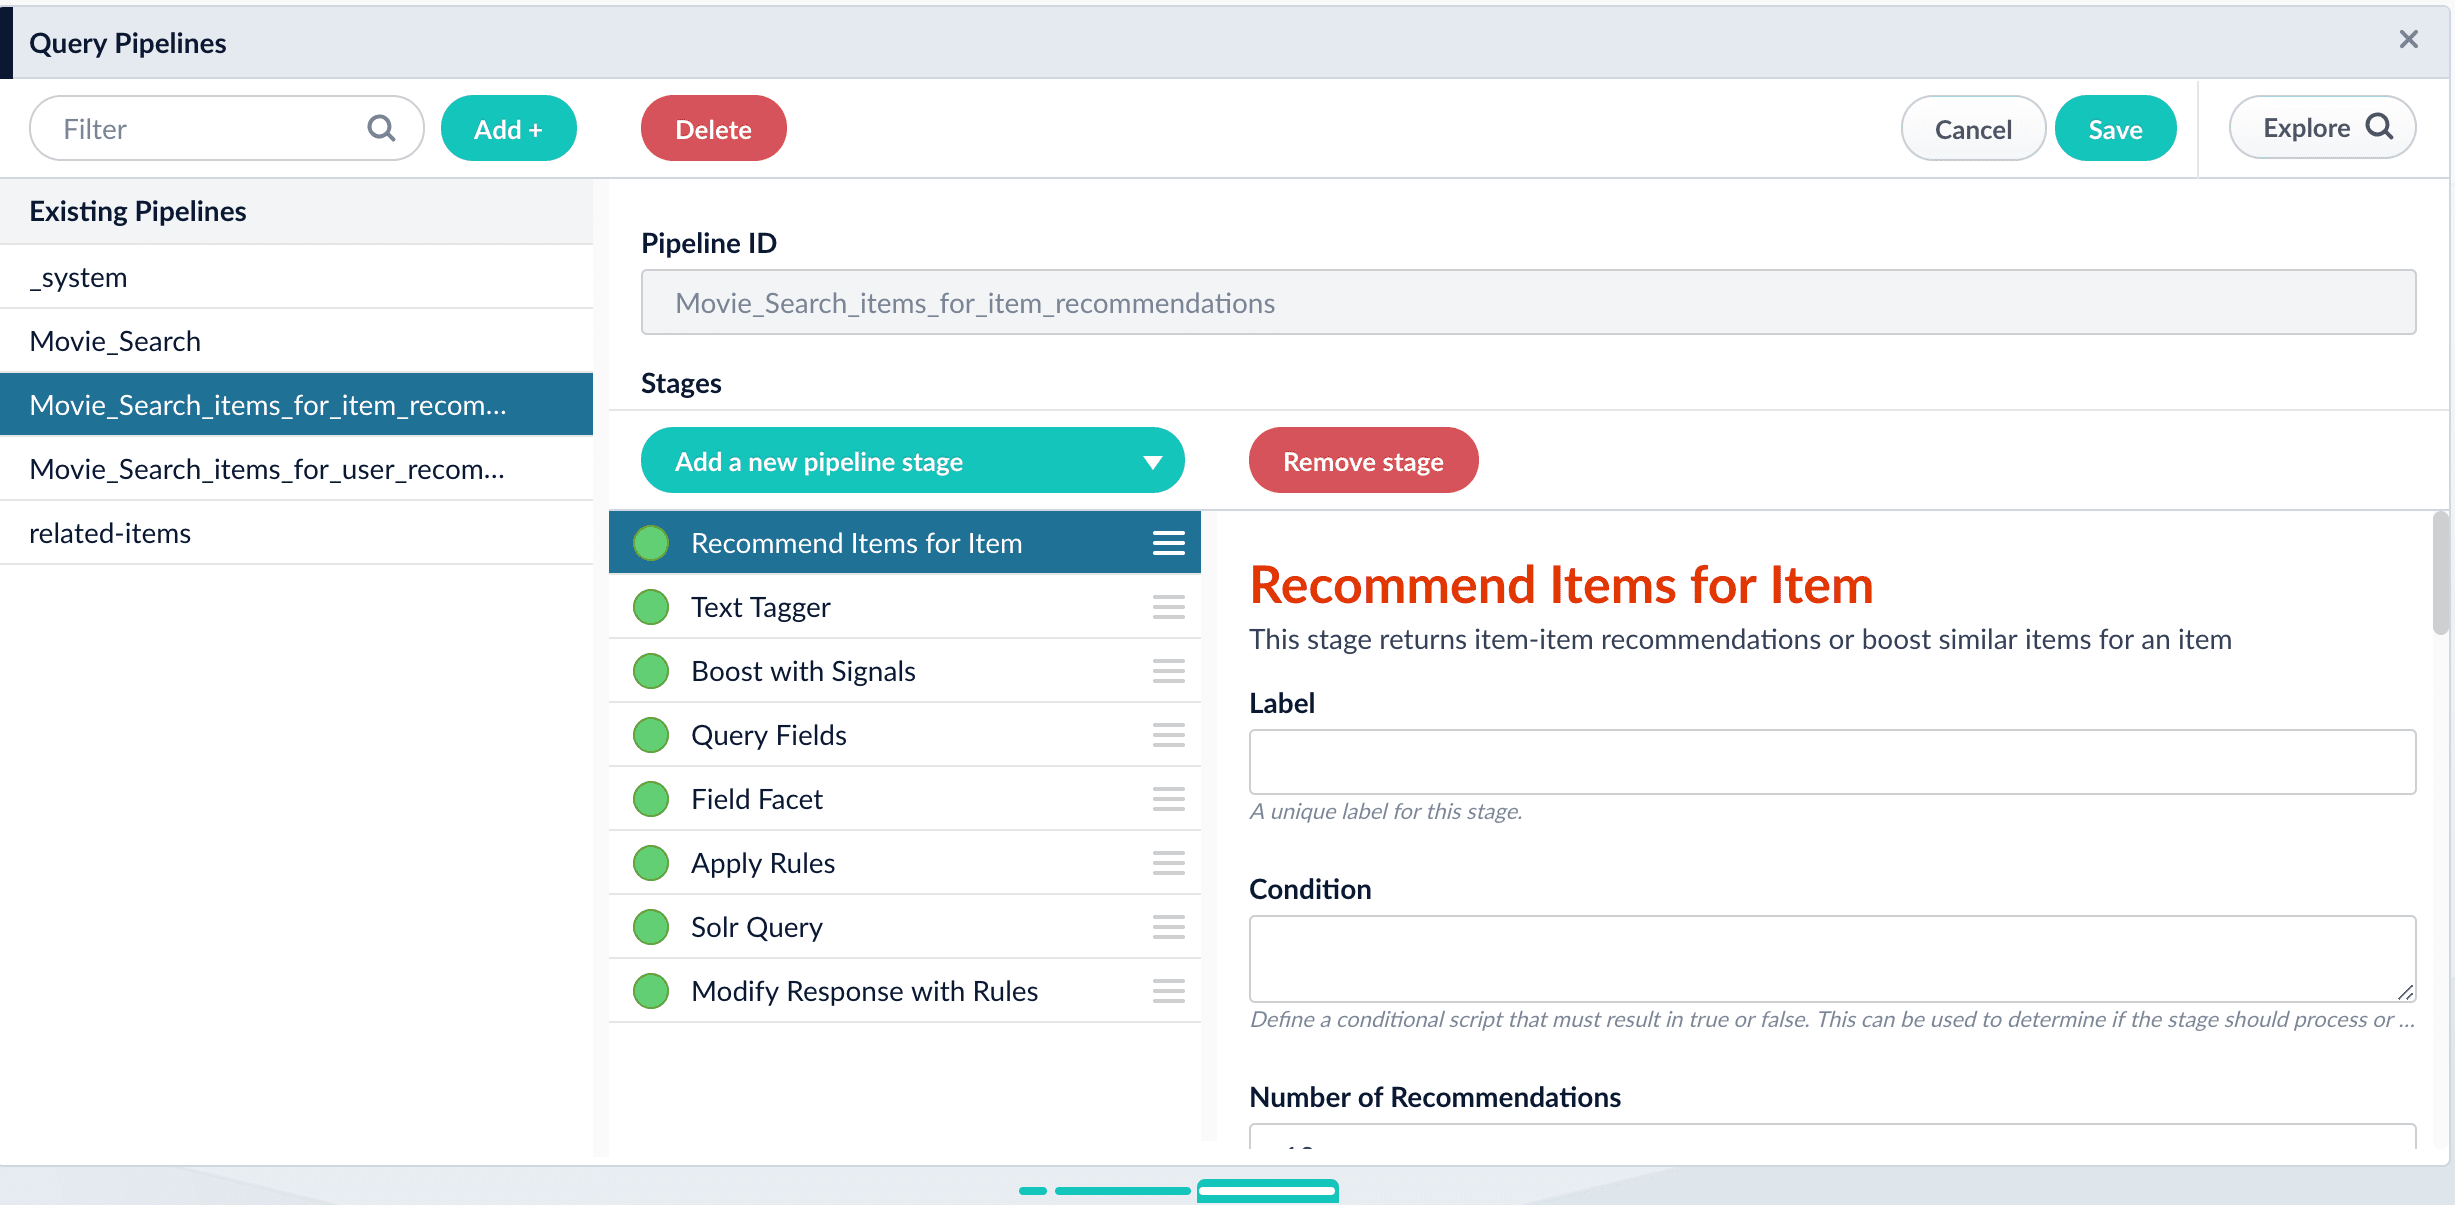 Query Pipelines
Filter
Add +
Delete
Cancel
Save
Explore
Existing Pipelines
_system
Movie_Search
Movie_Search_items_for_item_recom...
Movie_Search_items_for_user_recom...
related-items
Pipeline ID
Movie_Search_items_for_item_recommendations
Stages
Add a new pipeline stage
Remove stage
Recommend Items for Item
Text Tagger
Boost with Signals
Query Fields
Field Facet
Apply Rules
Solr Query
Modify Response with Rules
Recommend Items for Item
This stage returns item-item recommendations or boost similar items for an item
Label
A unique label for this stage.
Condition
Define a conditional script that must result in true or false. This can be used to determine if the stage should process or ...
Number of Recommendations